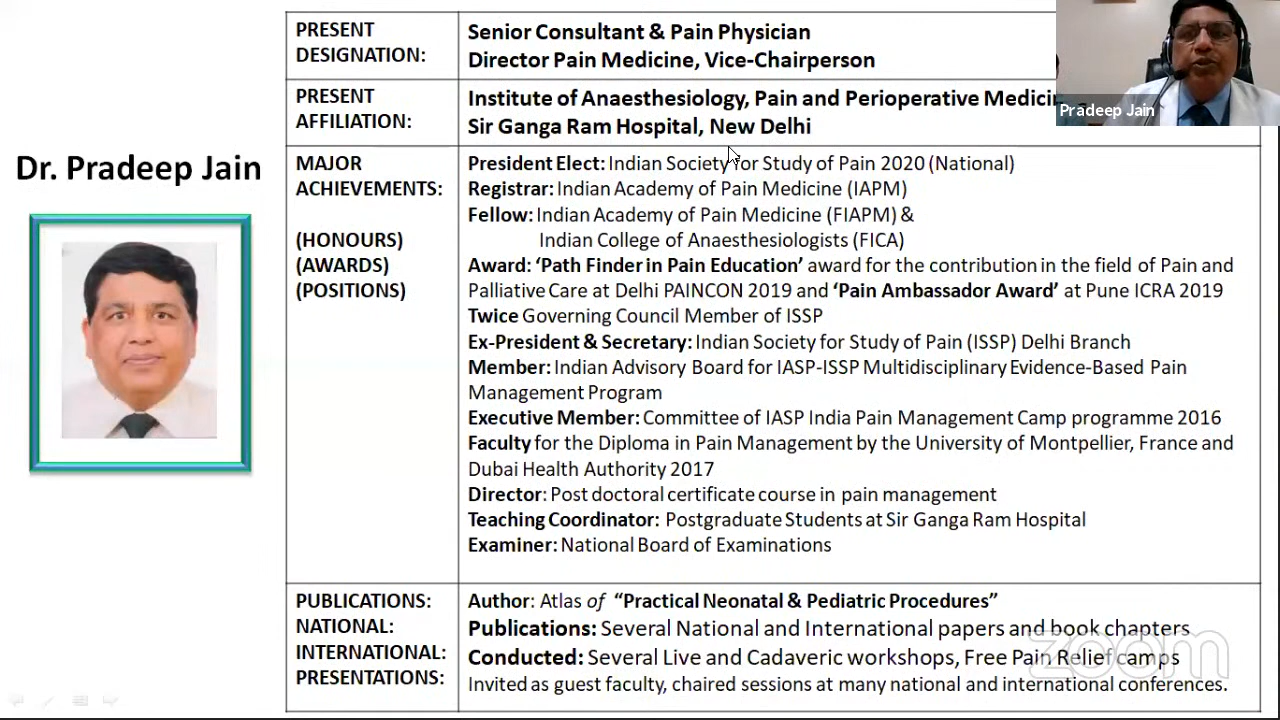 Dr. Pradeep Jain
PRESENT
DESIGNATION:
Senior Consultant & Pain Physician
Director Pain Medicine, Vice-Chairperson
Pradeep Jain
PRESENT
AFFILIATION:
Institute of Anaesthesiology, Pain and Perioperative
Sir Ganga Ram Hospital, New Delhi
MAJOR
ACHIEVEMENTS:
(HONOURS)
(AWARDS)
(POSITIONS)
President Elect: Indian Society for Study of Pain 2020 (National)
Registrar: Indian Academy of Pain Medicine (IAPM)
Fellow: Indian Academy of Pain Medicine (FIAPM) &
Indian College of Anaesthesiologists (FICA)
Award: ‘Path Finder in Pain Education’ award for the contribution in the field of Pain and
Palliative Care at Delhi PAINCON 2019 and ‘Pain Ambassador Award’ at Pune ICRA 2019
Twice Governing Council Member of ISSP
Ex-President & Secretary: Indian Society for Study of Pain (ISSP) Delhi Branch
Member: Indian Advisory Board for IASP-ISSP Multidisciplinary Evidence-Based Pain
Management Program
Executive Member: Committee of IASP India Pain Management Camp programme 2016
Faculty for the Diploma in Pain Management by the University of Montpellier, France and
Dubai Health Authority 2017
Director: Post doctoral certificate course in pain management
Teaching Coordinator: Postgraduate Students at Sir Ganga Ram Hospital
Examiner: National Board of Examinations
PUBLICATIONS:
NATIONAL:
INTERNATIONAL:
PRESENTATIONS:
Author: Atlas of “Practical Neonatal & Pediatric Procedures”
Publications: Several National and International papers and book chapters
Conducted: Several Live and Cadaveric workshops, Free Pain Relief camps
Invited as guest faculty, chaired sessions at many national and international conferences.
zoom